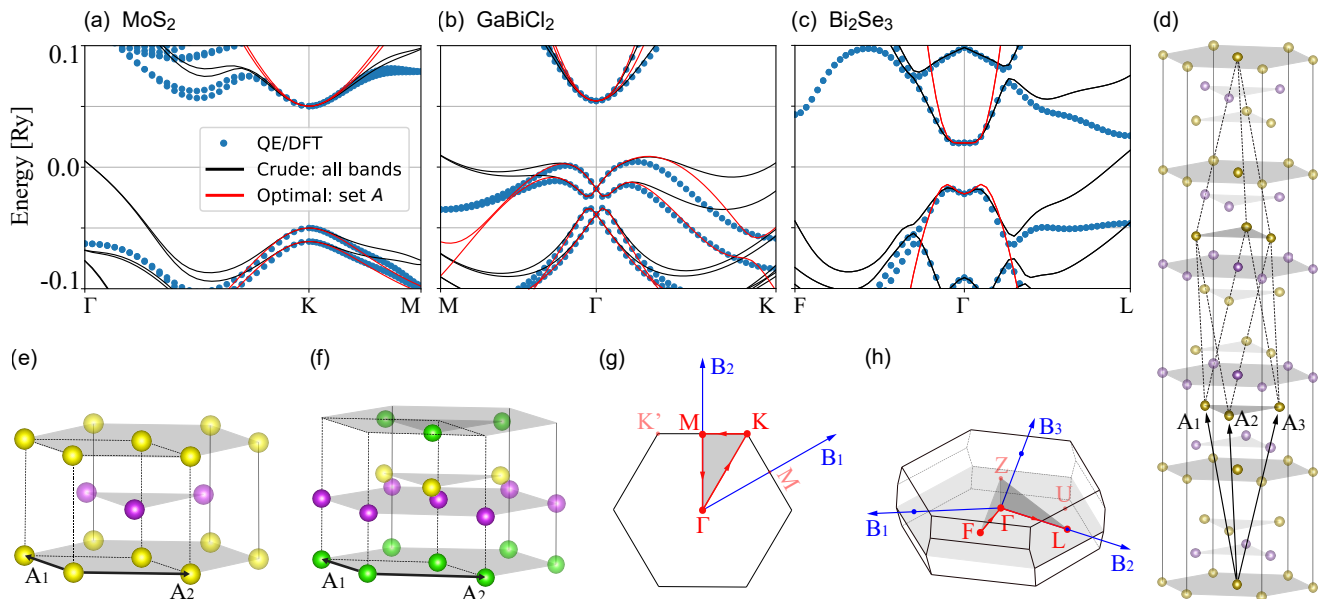 (a) MoS₂
(b) GaBiCl₂
(c) Bi₂Se₃
(d)
Energy [Ry]
0.1
0.0
-0.1
QE/DFT
Crude: all bands
Optimal: set A
Γ K M
M Γ K
F Γ L
A₁ A₂ A₃
(e)
A₁ A₂
(f)
A₁ A₂
(g)
B₂
K' M K
B₁
M
Γ
(h)
B₃
Z
U
B₁
F Γ L
B₂